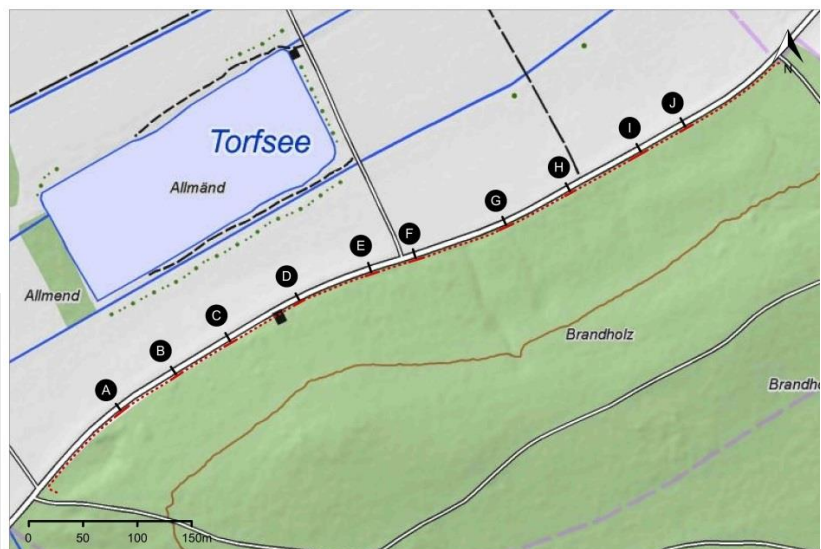 N
J
I
Torfsee
H
Allmänd
G
F
E
D
Allmend
C
Brandholz
B
Brandho
A
0 50 100 150m